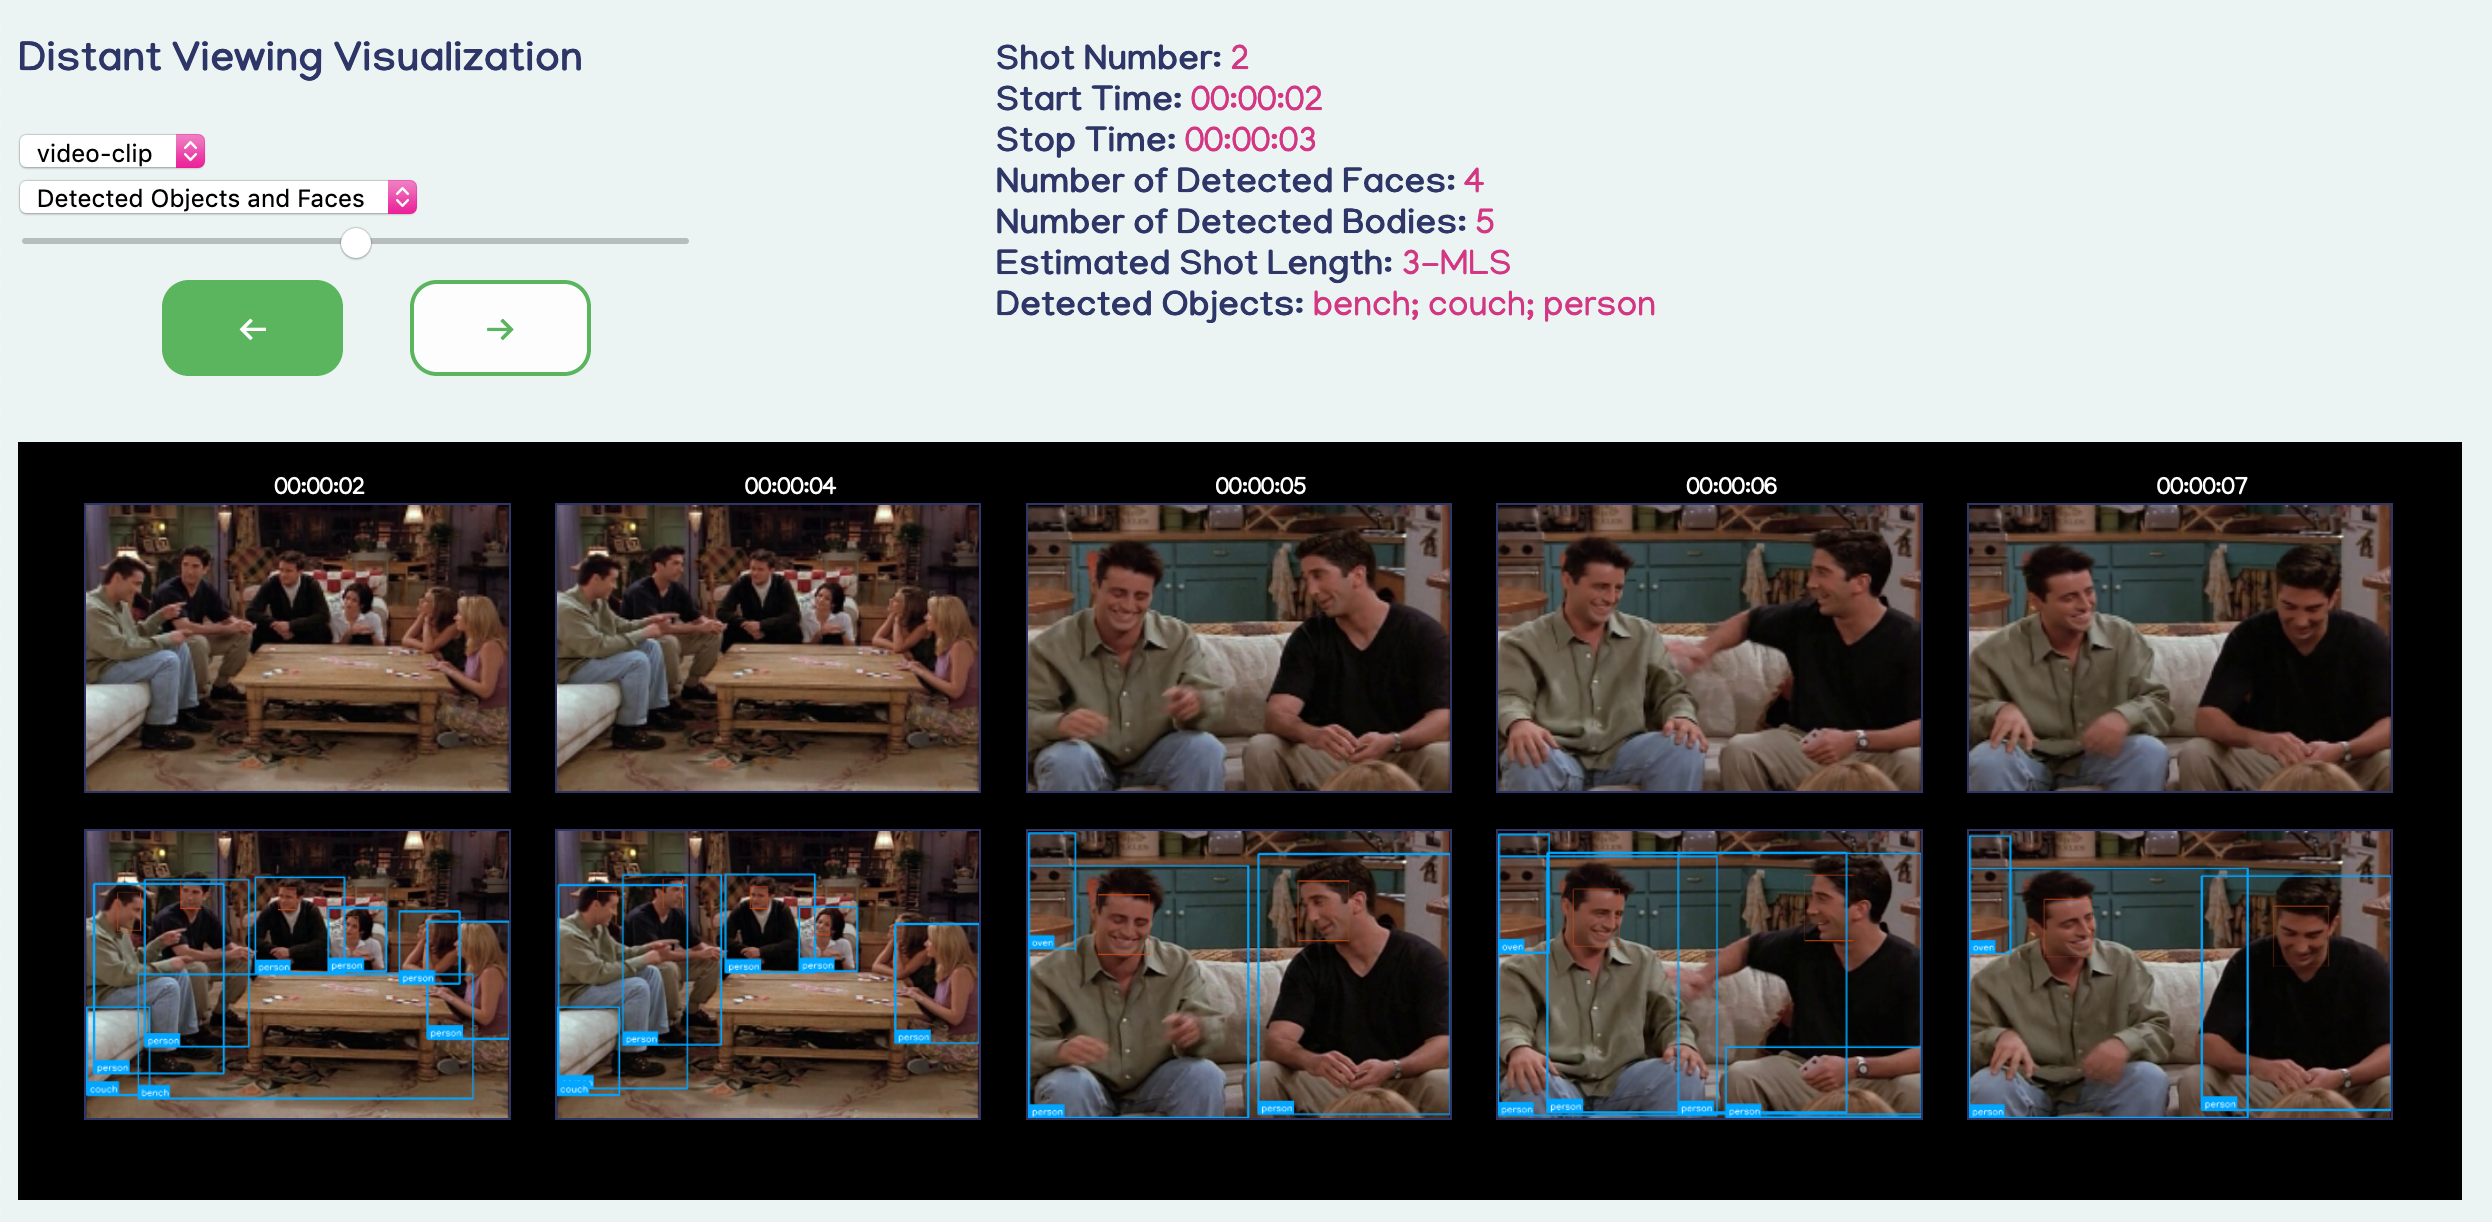 Distant Viewing Visualization
video-clip
Detected Objects and Faces
←
→
Shot Number: 2
Start Time: 00:00:02
Stop Time: 00:00:03
Number of Detected Faces: 4
Number of Detected Bodies: 5
Estimated Shot Length: 3-MLS
Detected Objects: bench; couch; person
00:00:02
00:00:04
00:00:05
00:00:06
00:00:07
person
person
person
person
person
person
couch
bench
person
person
person
person
couch
oven
person
person
oven
person
person
person
person
oven
person
person